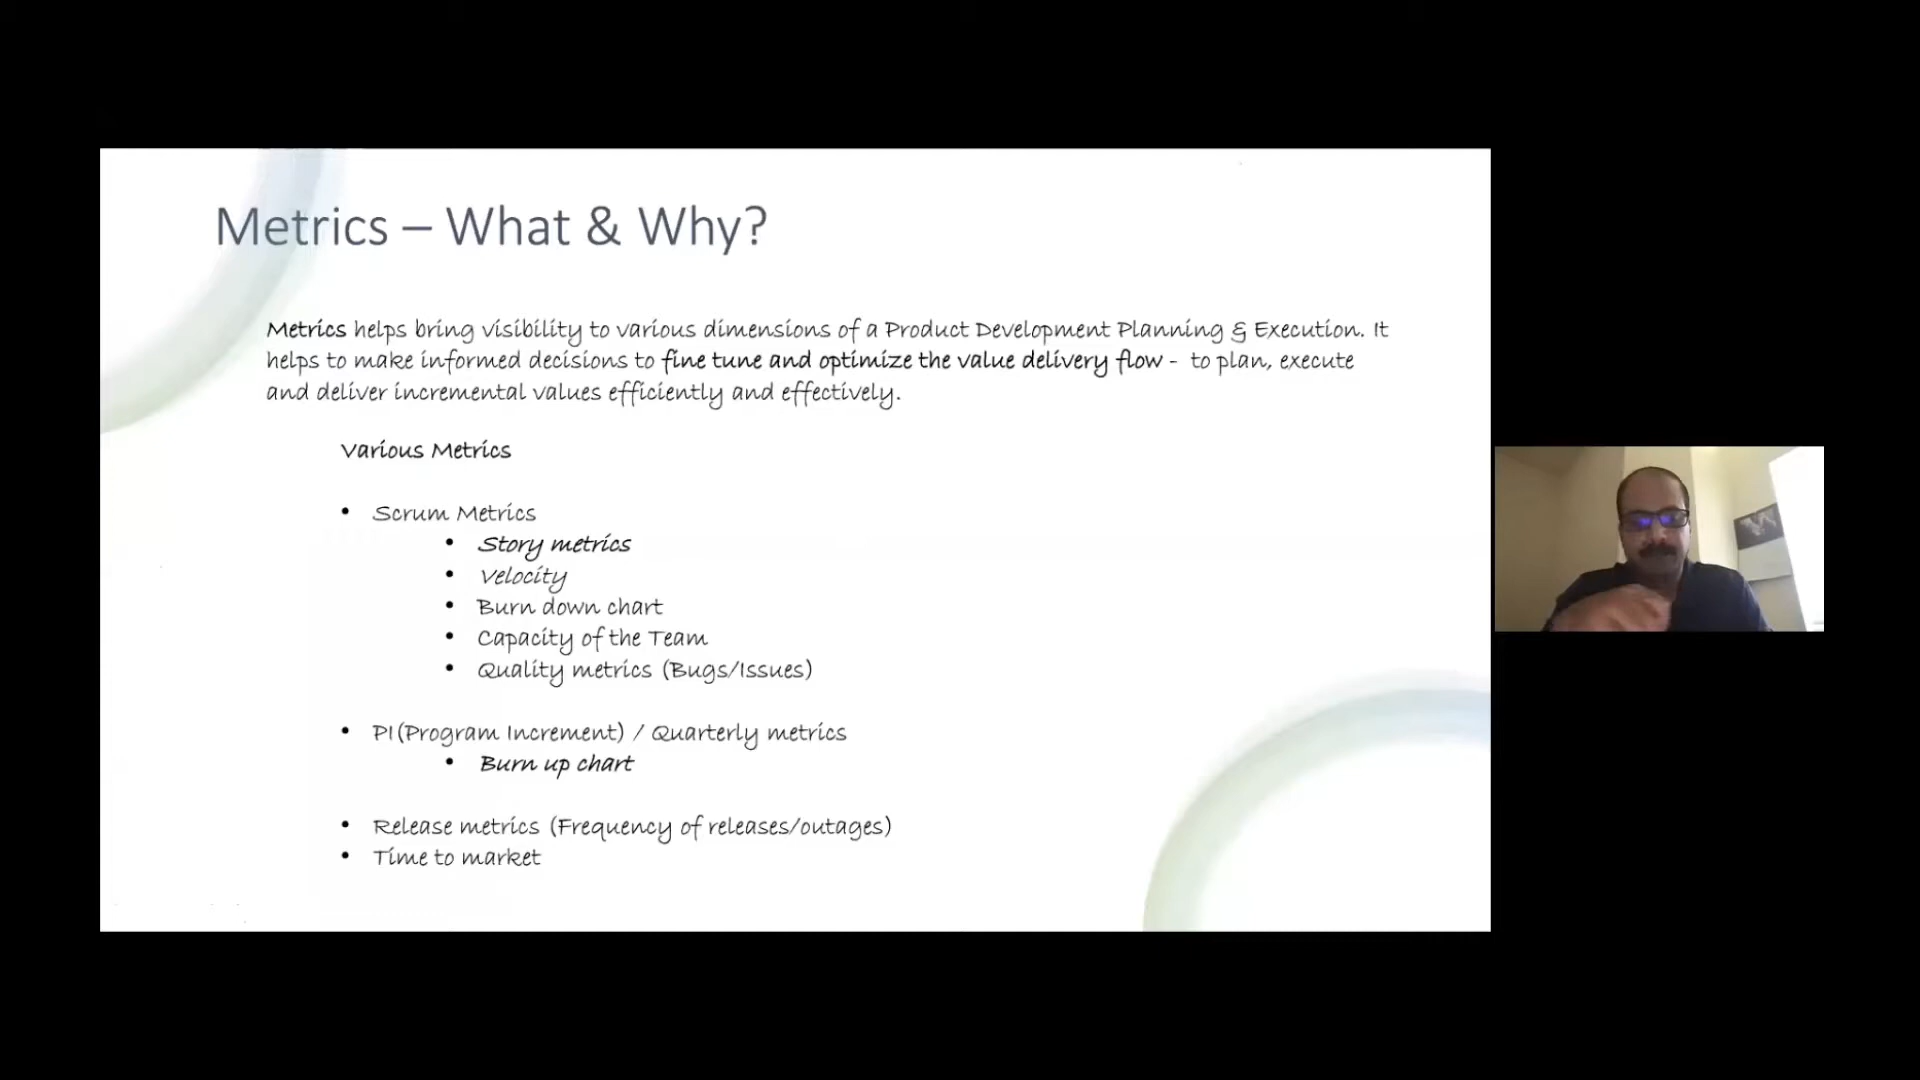 Metrics – What & Why?
Metrics helps bring visibility to various dimensions of a Product Development Planning & Execution. It
helps to make informed decisions to fine tune and optimize the value delivery flow - to plan, execute
and deliver incremental values efficiently and effectively.
Various Metrics
• Scrum Metrics
• Story metrics
• Velocity
• Burn down chart
• Capacity of the Team
• Quality metrics (Bugs/Issues)
• PI(Program Increment) / Quarterly metrics
• Burn up chart
• Release metrics (Frequency of releases/outages)
• Time to market